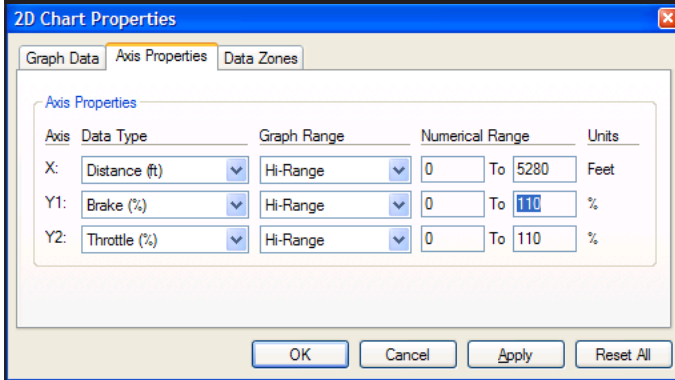 2D Chart Properties
Graph Data Axis Properties Data Zones
Axis Properties
Axis Data Type Graph Range Numerical Range Units
X: Distance (ft) Hi-Range 0 To 5280 Feet
Y1: Brake (%) Hi-Range 0 To 110 %
Y2: Throttle (%) Hi-Range 0 To 110 %
OK Cancel Apply Reset All